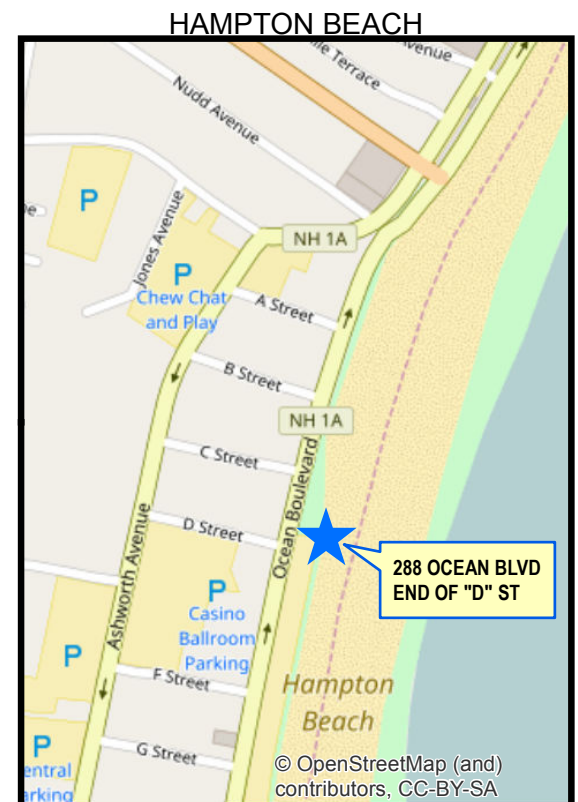 HAMPTON BEACH
Avenue
ille Terrace
Nudd Avenue
P
NH 1A
Jones Avenue
P
Chew Chat
and Play
A Street
B Street
NH 1A
C Street
Ocean Boulevard
D Street
Ashworth Avenue
288 OCEAN BLVD
END OF "D" ST
P
Casino
Ballroom
Parking
P
F Street
Hampton
Beach
P
entral
arking
G Street
© OpenStreetMap (and)
contributors, CC-BY-SA